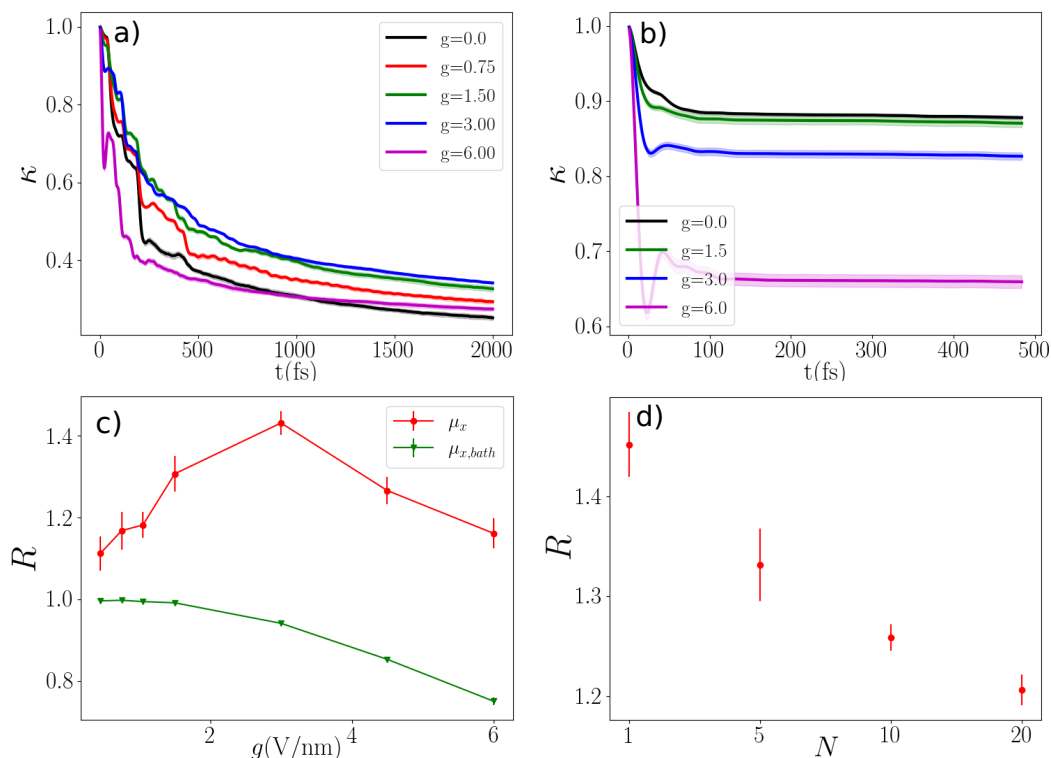 a)
1.0
0.8
0.6
0.4
κ
g=0.0
g=0.75
g=1.50
g=3.00
g=6.00
0
500
1000
1500
2000
t(fs)
b)
1.0
0.9
0.8
0.7
0.6
κ
g=0.0
g=1.5
g=3.0
g=6.0
0
100
200
300
400
500
t(fs)
c)
1.4
1.2
1.0
0.8
R
μ_x
μ_{x,bath}
2
4
6
g(V/nm)
d)
1.4
1.3
1.2
R
1
5
10
20
N